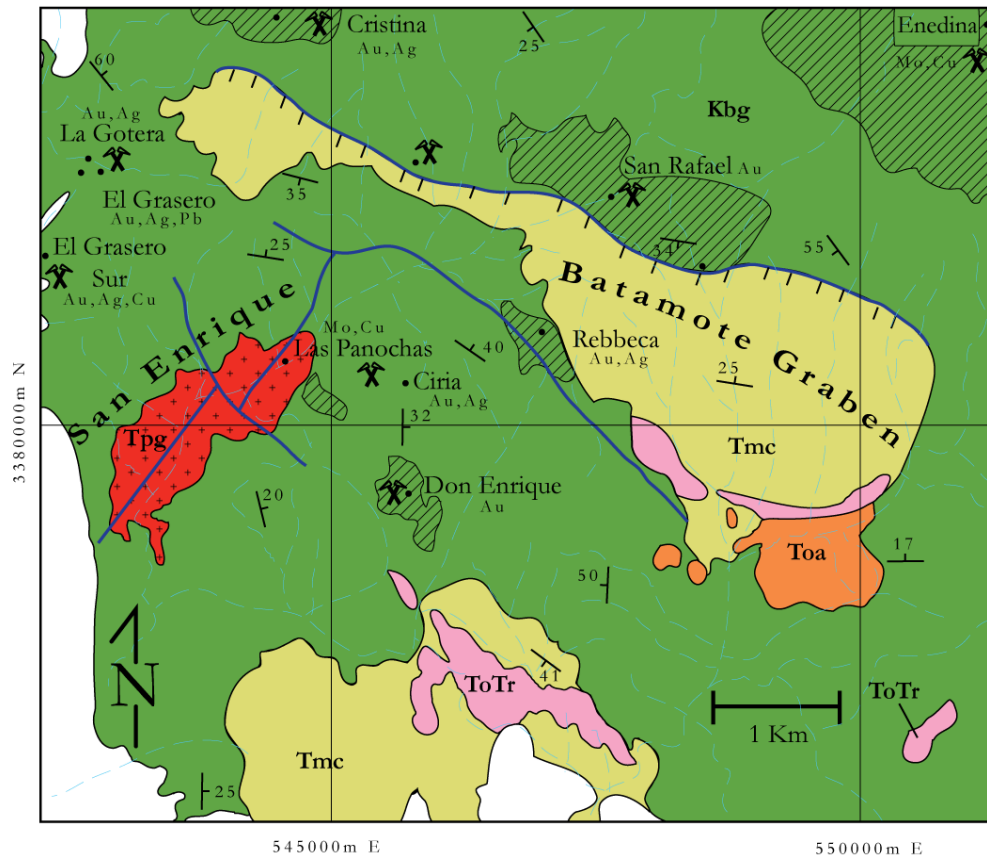 Cristina
Au,Ag
25
Enedina
Mo,Cu
60
Kbg
Au,Ag
La Gotera
San Rafael Au
El Grasero
Au,Ag,Pb
35
El Grasero
Sur
Au,Ag,Cu
25
34
55
Batamote Graben
San Enrique
Mo,Cu
Las Panochas
40
Rebbeca
Au,Ag
Ciria
Au,Ag
25
32
3380000m N
Tpg
Tmc
Don Enrique
Au
20
Toa
17
50
N
41
ToTr
ToTr
1 Km
Tmc
25
545000m E
550000m E